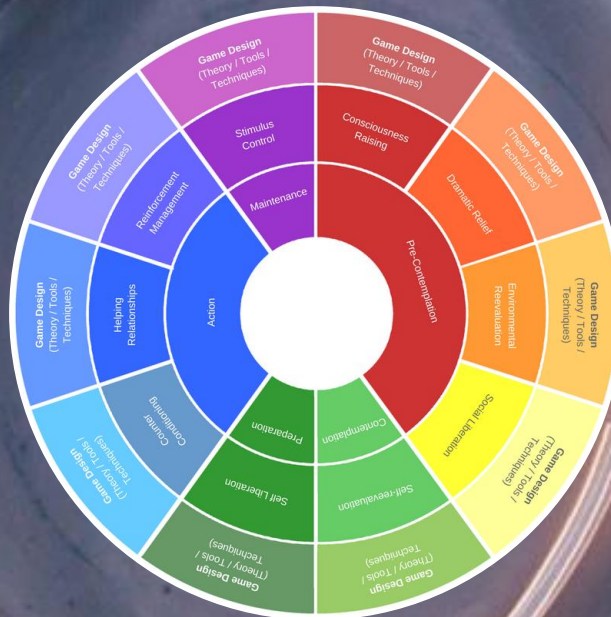 Game Design
(Theory / Tools /
Techniques)
Game Design
(Theory / Tools /
Techniques)
Game Design
(Theory / Tools /
Techniques)
Game Design
(Theory / Tools /
Techniques)
Game Design
(Theory / Tools /
Techniques)
Game Design
(Theory / Tools /
Techniques)
Game Design
(Theory / Tools /
Techniques)
Game Design
(Theory / Tools /
Techniques)
Game Design
(Theory / Tools /
Techniques)
Game Design
(Theory / Tools /
Techniques)
Consciousness
Raising
Dramatic Relief
Environmental
Reevaluation
Social Liberation
Self-reevaluation
Self Liberation
Counter
Conditioning
Helping
Relationships
Reinforcement
Management
Stimulus
Control
Pre-Contemplation
Contemplation
Preparation
Action
Maintenance